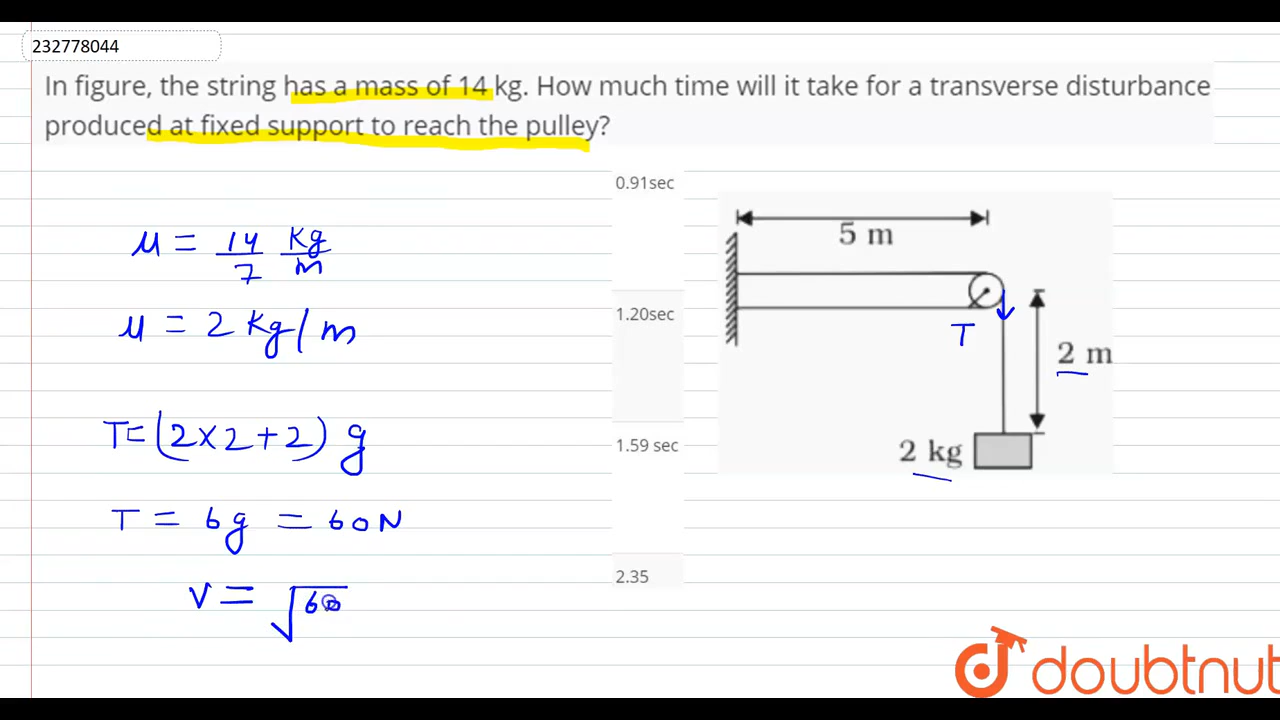 232778044
In figure, the string has a mass of 14 kg. How much time will it take for a transverse disturbance
produced at fixed support to reach the pulley?
0.91sec
1.20sec
1.59 sec
2.35
μ = 14/7 kg/m
μ = 2 kg/m
T = (2×2+2) g
T = 6g = 60N
v = √60
5 m
T
2 m
2 kg
doubtnut